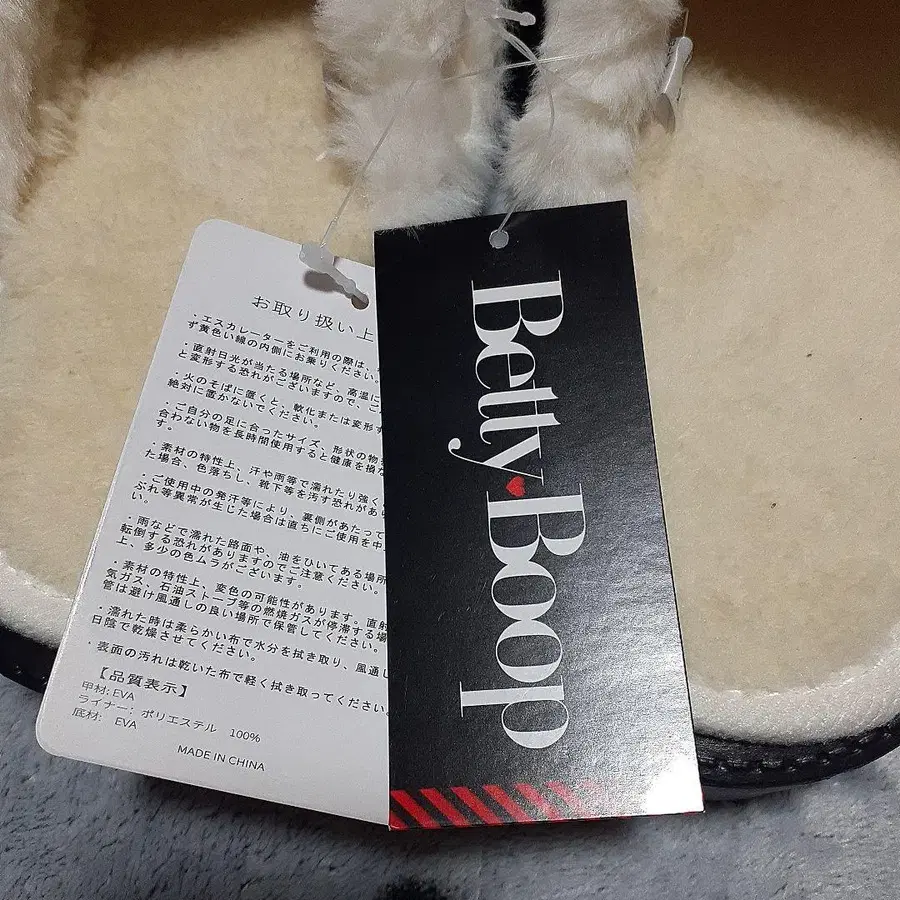 お取り扱い上
・エスカレーターをご利用の際は、
ず黄色い線の内側にお乗りください。
・直射日光が当たる場所など、高温に
と変形する恐れがございますので、ご
・火のそばに置くと、軟化または変形す
絶対に置かないでください。
・ご自分の足に合ったサイズ、形状の物
合わない物を長時間使用すると健康を損な
す。
・素材の特性上、汗や雨等で濡れたり強く
た場合、色落ちし、靴下等を汚す恐れがあ
・ご使用中の発汗等により、裏側があたって
ぶれ等異常が生じた場合は直ちにご使用を中
い。
・雨などで濡れた路面や、油をひいてある場所
転倒する恐れがありますのでご注意ください。
上、多少の色ムラがございます。
・素材の特性上、変色の可能性があります。直射
気ガス、石油ストーブ等の燃焼ガスが停滞する場
管は避け風通しの良い場所で保管してください。
・濡れた時は柔らかい布で水分を拭き取り、風通し
日陰で乾燥させてください。
・表面の汚れは乾いた布で軽く拭き取ってください。
【品質表示】
甲材: EVA
ライナー: ポリエステル 100%
底材: EVA
MADE IN CHINA
Betty Boop